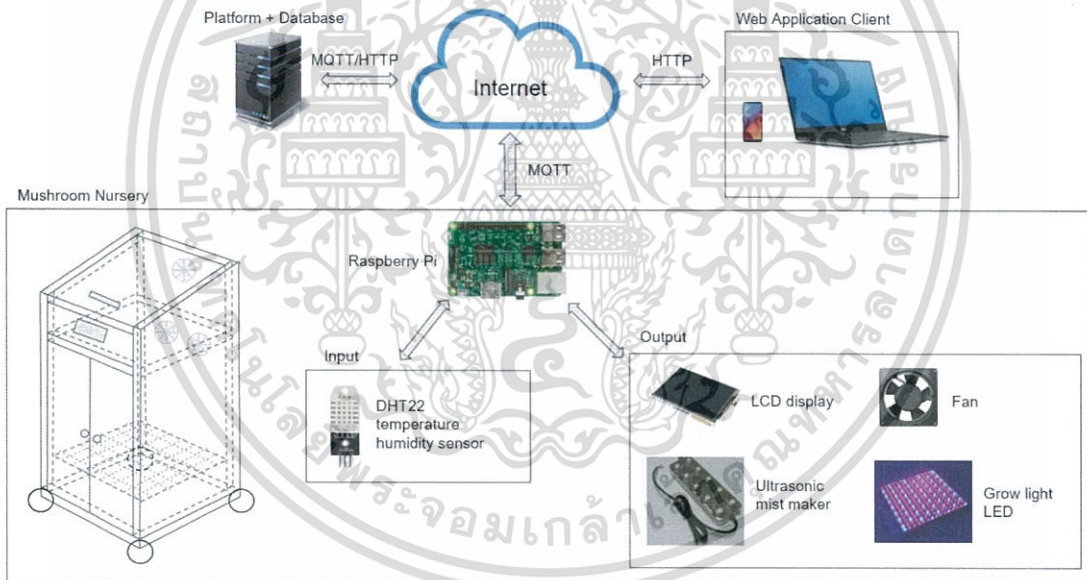 Platform + Database
Web Application Client
MQTT/HTTP
HTTP
Internet
MQTT
Mushroom Nursery
Raspberry Pi
Input
Output
DHT22
temperature
humidity sensor
LCD display
Fan
Ultrasonic
mist maker
Grow light
LED